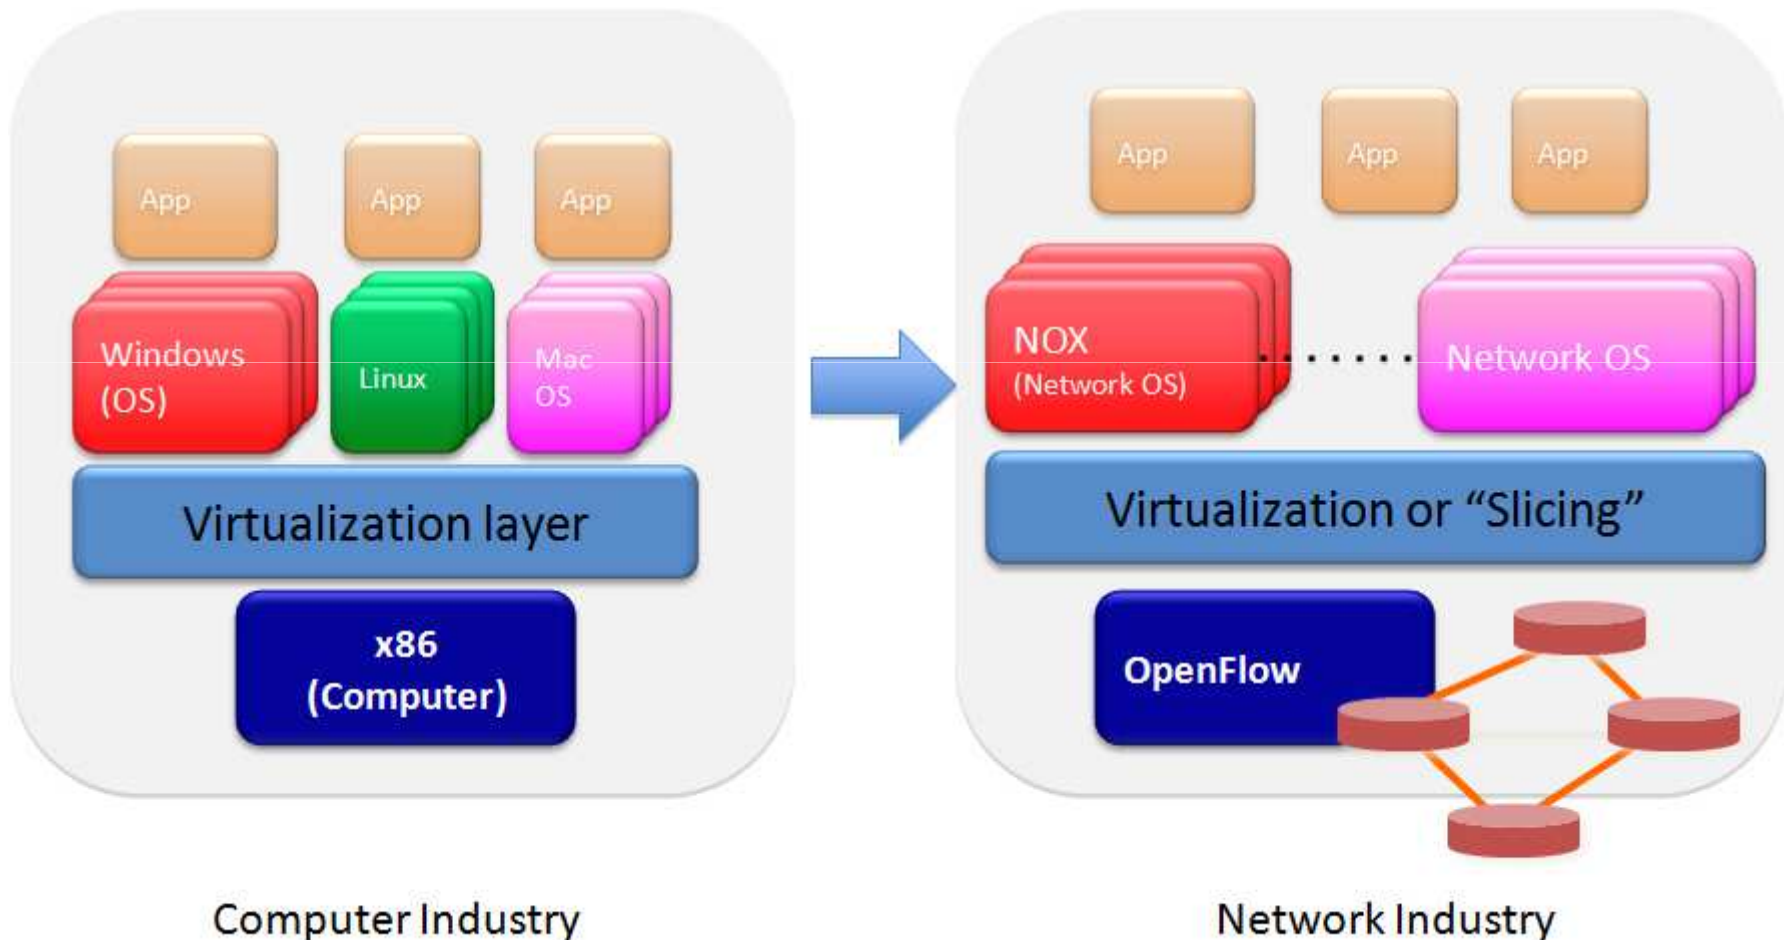 App
App
App
Windows
(OS)
Linux
Mac
OS
Virtualization layer
x86
(Computer)
Computer Industry
App
App
App
NOX
(Network OS)
Network OS
Virtualization or “Slicing”
OpenFlow
Network Industry